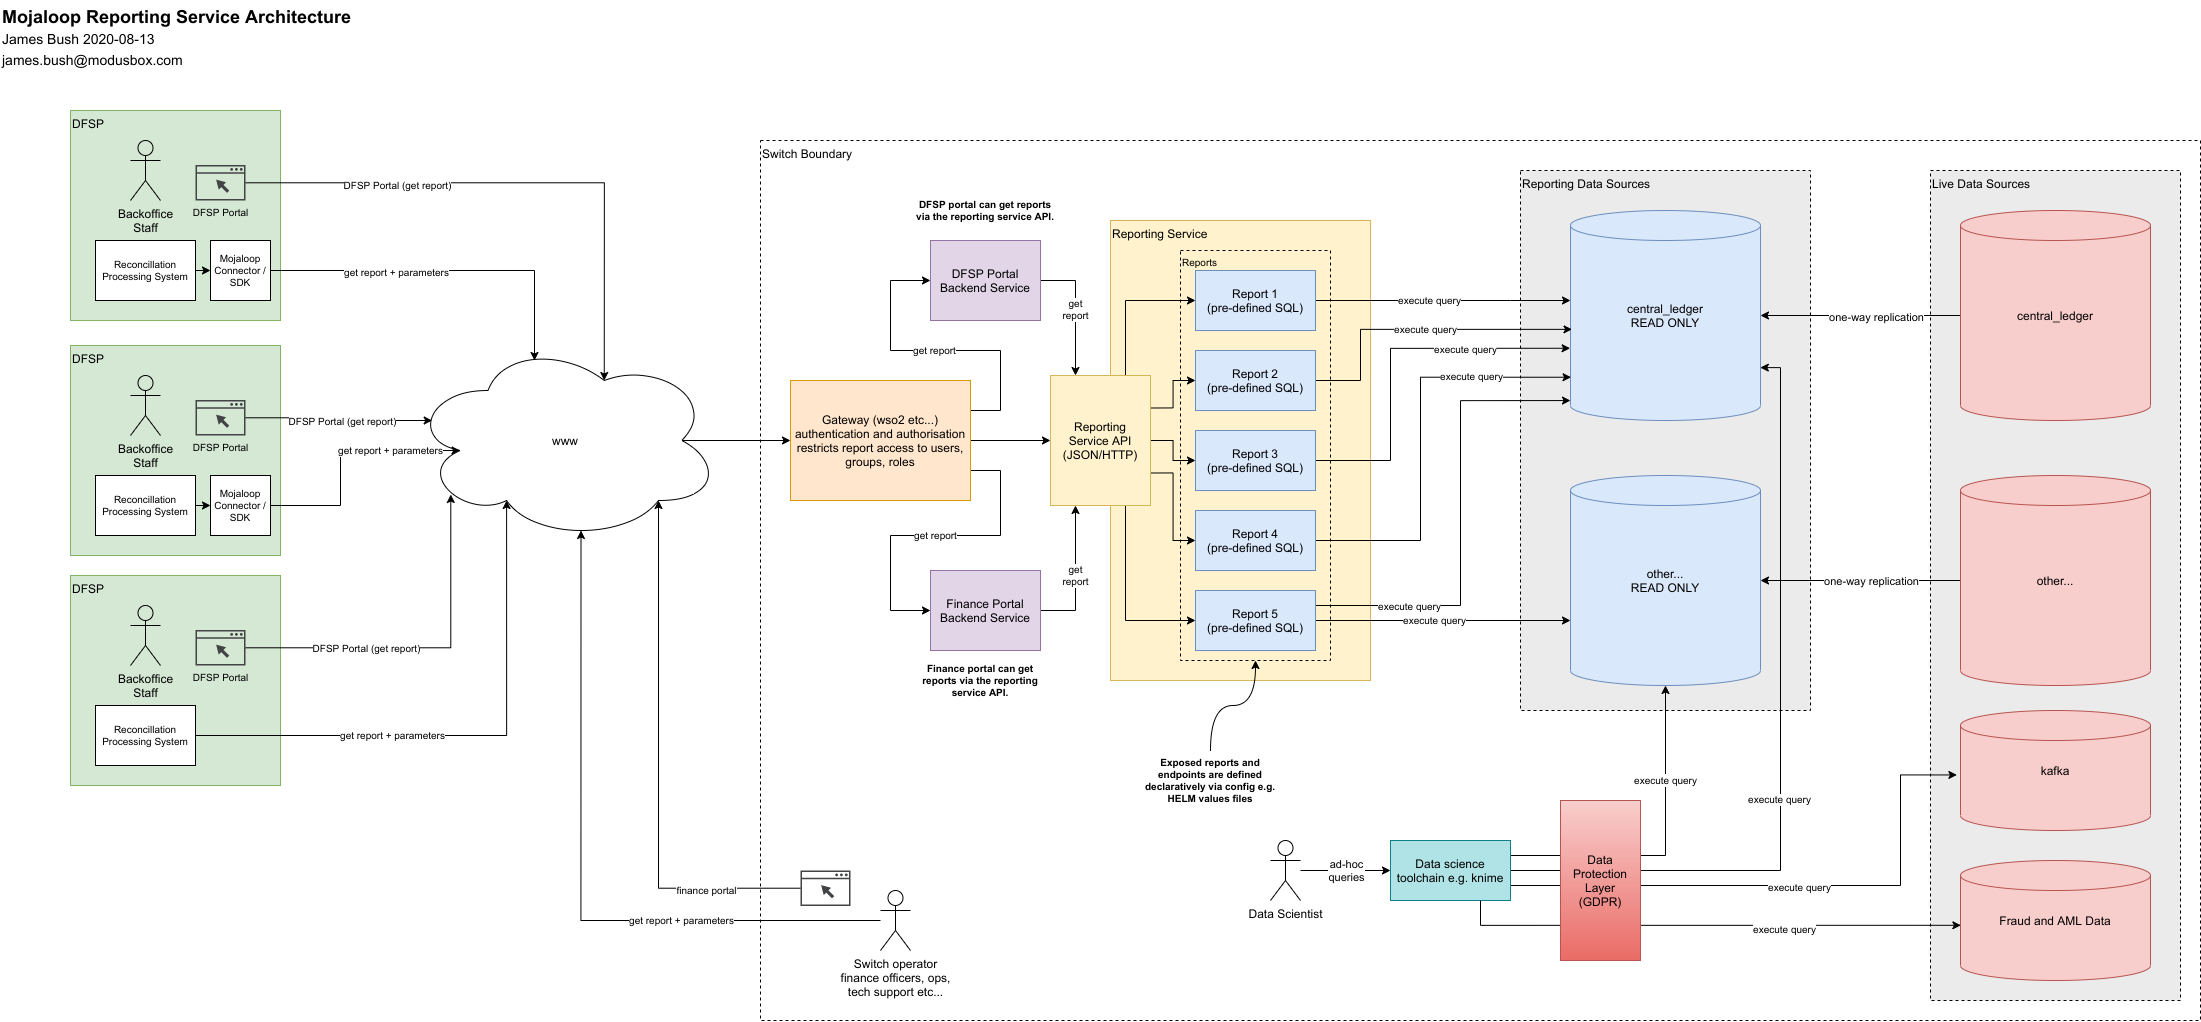 Mojaloop Reporting Service Architecture
James Bush 2020-08-13
james.bush@modusbox.com
DFSP
Backoffice
Staff
DFSP Portal
Reconcillation
Processing System
Mojaloop
Connector /
SDK
DFSP Portal (get report)
get report + parameters
DFSP
Backoffice
Staff
DFSP Portal
Reconcillation
Processing System
Mojaloop
Connector /
SDK
DFSP Portal (get report)
get report + parameters
DFSP
Backoffice
Staff
DFSP Portal
Reconcillation
Processing System
DFSP Portal (get report)
get report + parameters
www
Switch Boundary
DFSP portal can get reports
via the reporting service API.
DFSP Portal
Backend Service
get
report
get report
Gateway (wso2 etc...)
authentication and authorisation
restricts report access to users,
groups, roles
get report
Finance Portal
Backend Service
get
report
Finance portal can get
reports via the reporting
service API.
Reporting
Service API
(JSON/HTTP)
Reporting Service
Reports
Report 1
(pre-defined SQL)
Report 2
(pre-defined SQL)
Report 3
(pre-defined SQL)
Report 4
(pre-defined SQL)
Report 5
(pre-defined SQL)
execute query
execute query
execute query
execute query
execute query
execute query
Exposed reports and
endpoints are defined
declaratively via config e.g.
HELM values files
Reporting Data Sources
central_ledger
READ ONLY
other...
READ ONLY
one-way replication
one-way replication
Live Data Sources
central_ledger
other...
kafka
Fraud and AML Data
finance portal
get report + parameters
Switch operator
finance officers, ops,
tech support etc...
Data Scientist
ad-hoc
queries
Data science
toolchain e.g. knime
Data
Protection
Layer
(GDPR)
execute query
execute query
execute query
execute query